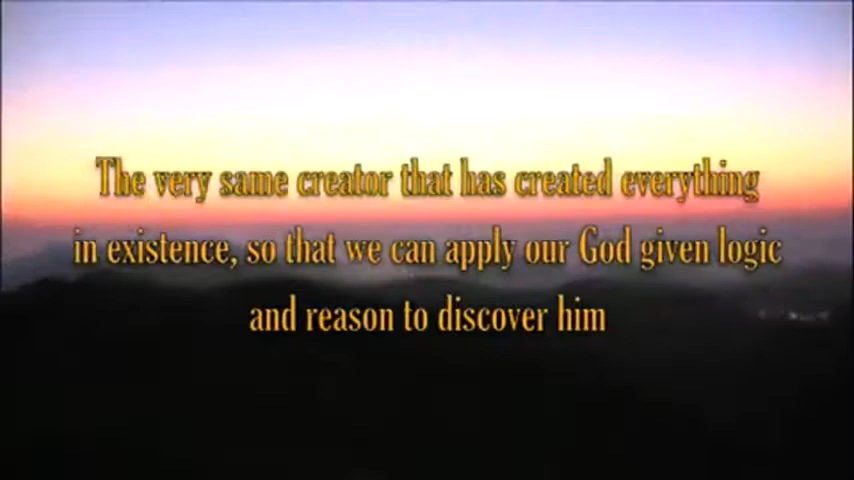 The very same creator that has created everything
in existence, so that we can apply our God given logic
and reason to discover him